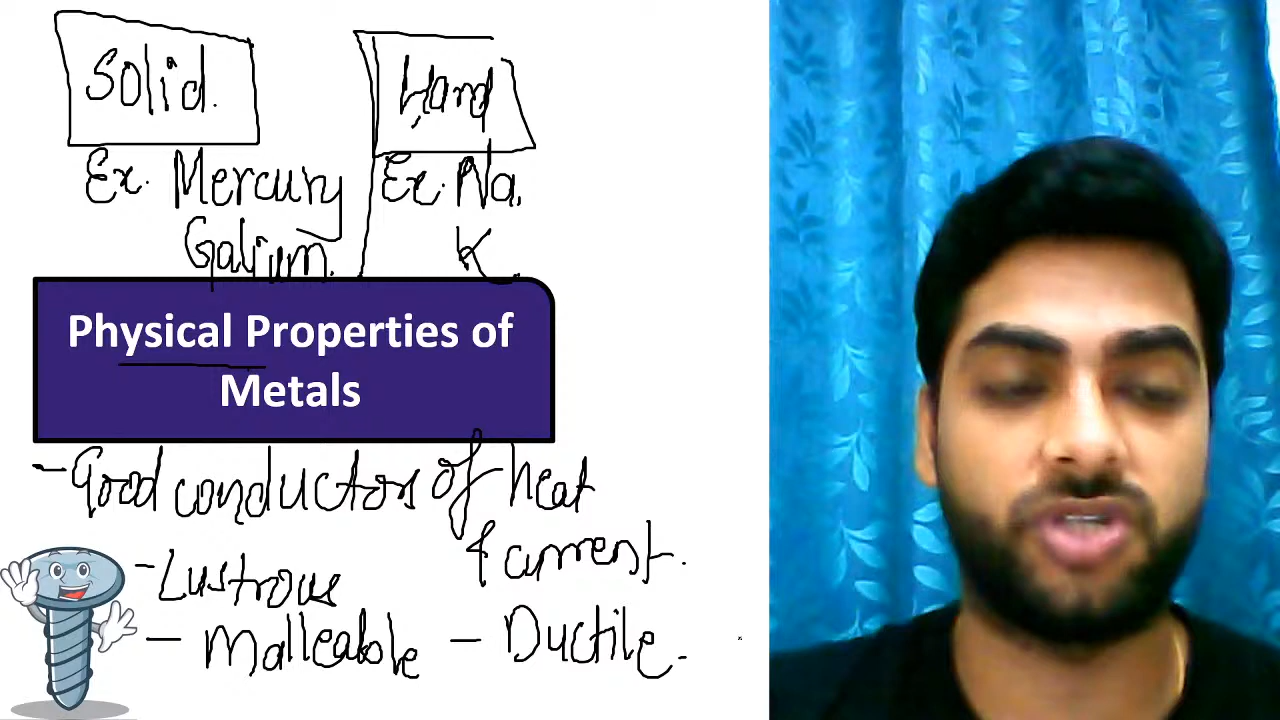 Solid.
Hard
Ex. Mercury
Galium.
Ex. Na.
K.
Physical Properties of
Metals
- Good conductors of heat
& current.
- Lustrous
- Malleable - Ductile.